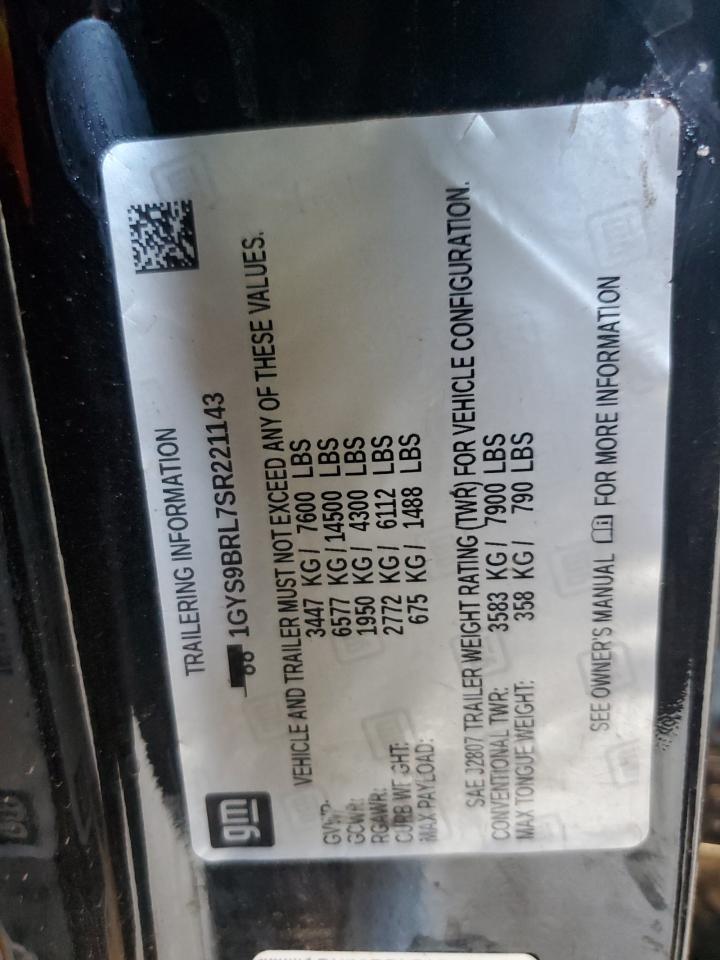 TRAILERING INFORMATION
gm
1GYS9BRL7SR221143
VEHICLE AND TRAILER MUST NOT EXCEED ANY OF THESE VALUES.
3447 KG / 7600 LBS
GCWR: 6577 KG / 14500 LBS
RGAWR: 1950 KG / 4300 LBS
CURB 2772 KG / 6112 LBS
MAX PAYLOAD: 675 KG / 1488 LBS
SAE J2807 TRAILER WEIGHT RATING (TWR) FOR VEHICLE CONFIGURATION.
CONVENTIONAL TWR: 3583 KG / 7900 LBS
MAX TONGUE WEIGHT: 358 KG / 790 LBS
SEE OWNER'S MANUAL FOR MORE INFORMATION